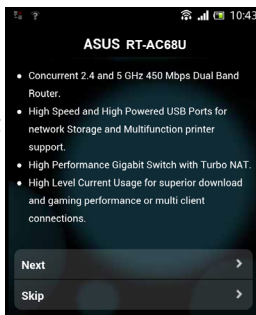 10:43
ASUS RT-AC68U
• Concurrent 2.4 and 5 GHz 450 Mbps Dual Band
Router.
• High Speed and High Powered USB Ports for
network Storage and Multifunction printer
support.
• High Performance Gigabit Switch with Turbo NAT.
• High Level Current Usage for superior download
and gaming performance or multi client
connections.
Next
Skip